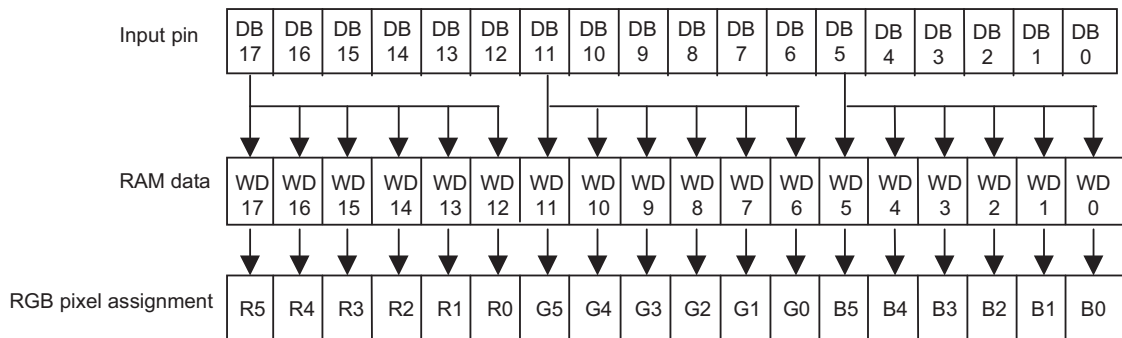 Input pin DB 17 DB 16 DB 15 DB 14 DB 13 DB 12 DB 11 DB 10 DB 9 DB 8 DB 7 DB 6 DB 5 DB 4 DB 3 DB 2 DB 1 DB 0
RAM data WD 17 WD 16 WD 15 WD 14 WD 13 WD 12 WD 11 WD 10 WD 9 WD 8 WD 7 WD 6 WD 5 WD 4 WD 3 WD 2 WD 1 WD 0
RGB pixel assignment R5 R4 R3 R2 R1 R0 G5 G4 G3 G2 G1 G0 B5 B4 B3 B2 B1 B0